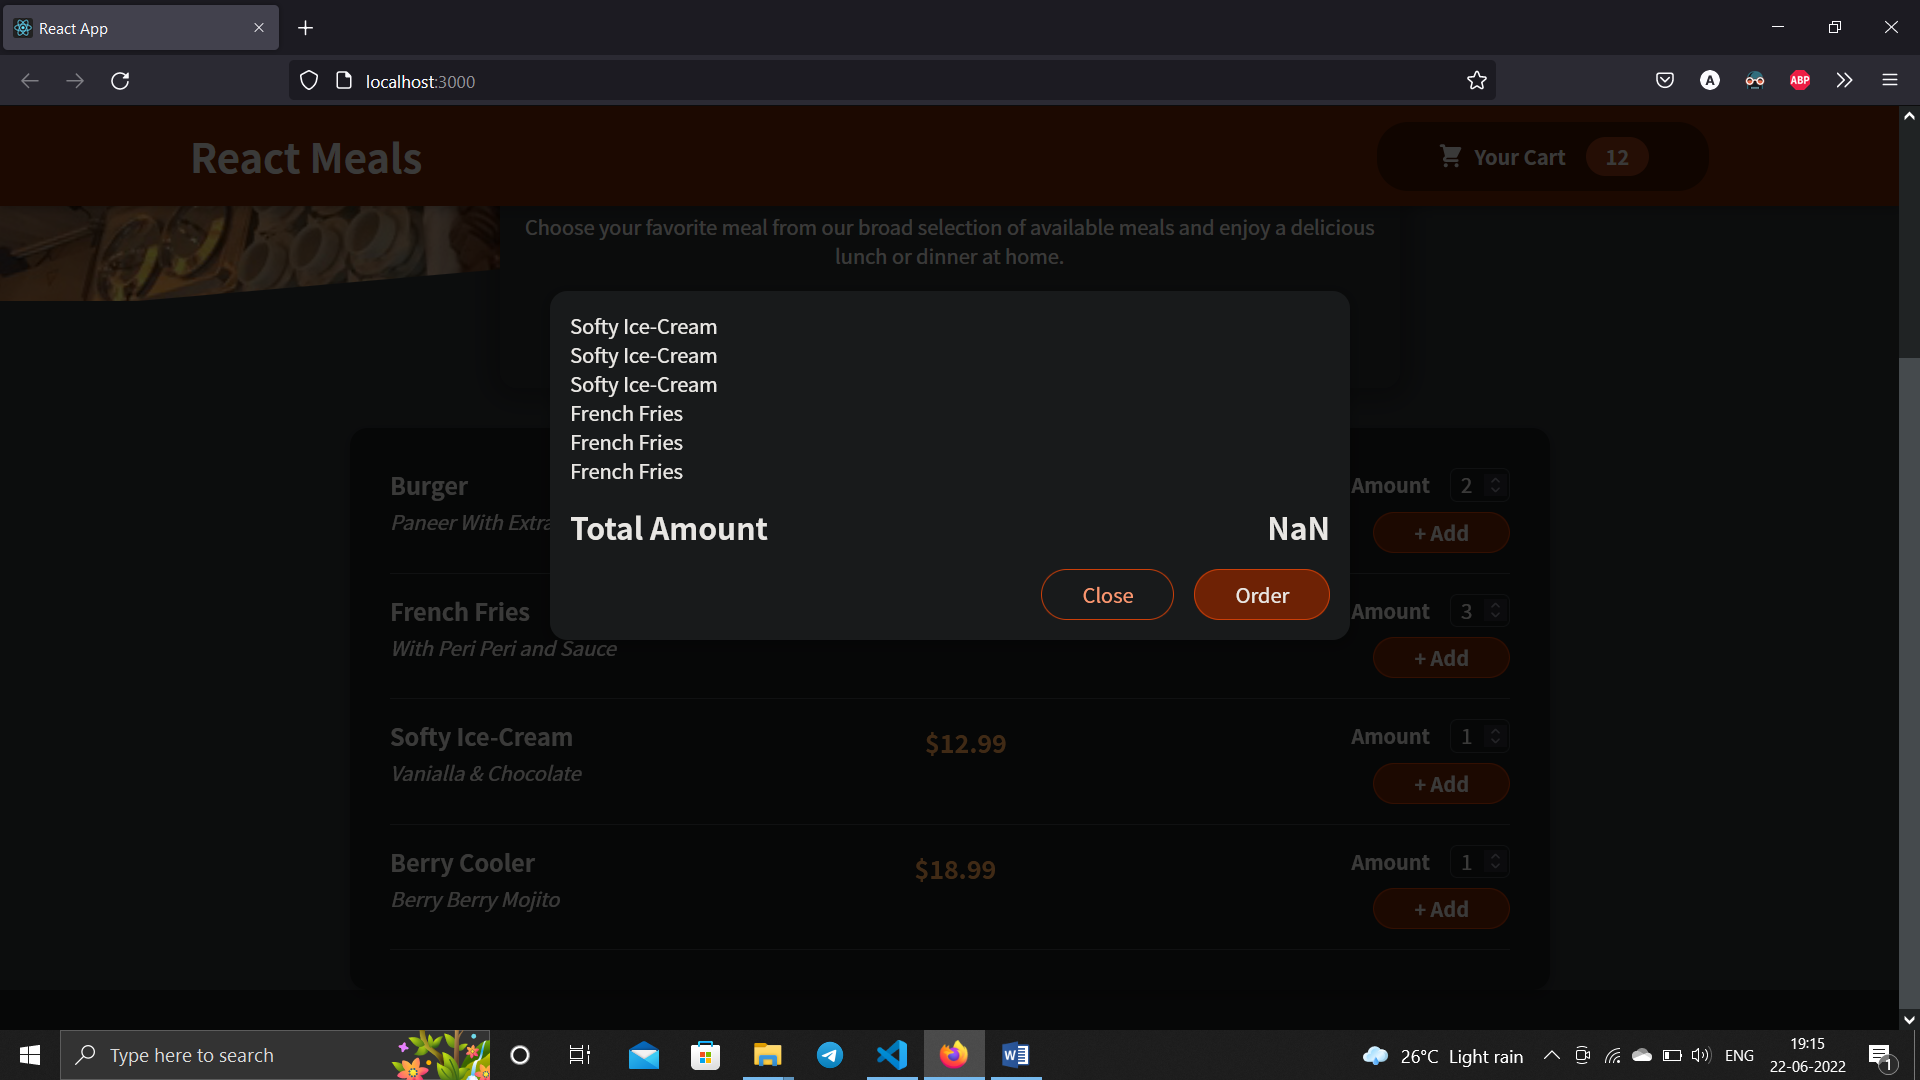 React App
localhost:3000
ABP
A
React Meals
Your Cart 12
Choose your favorite meal from our broad selection of available meals and enjoy a delicious
lunch or dinner at home.
Softy Ice-Cream
Softy Ice-Cream
Softy Ice-Cream
French Fries
French Fries
French Fries
Total Amount NaN
Close Order
Burger
Paneer With Extra
Amount 2
+ Add
French Fries
With Peri Peri and Sauce
Amount 3
+ Add
Softy Ice-Cream
Vanialla & Chocolate
$12.99
Amount 1
+ Add
Berry Cooler
Berry Berry Mojito
$18.99
Amount 1
+ Add
Type here to search
26°C Light rain
ENG
19:15
22-06-2022
1